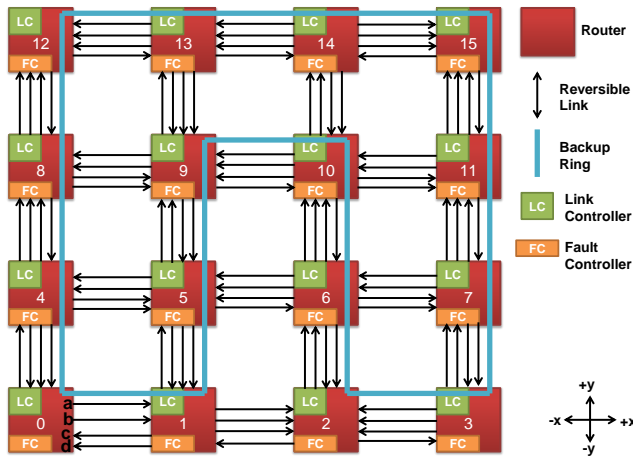 LC
12
FC
LC
13
FC
LC
14
FC
LC
15
FC
Router
Reversible
Link
LC
8
FC
LC
9
FC
LC
10
FC
LC
11
FC
Backup
Ring
LC
Link
Controller
FC
Fault
Controller
LC
4
FC
LC
5
FC
LC
6
FC
LC
7
FC
LC
0
FC
a
b
c
d
LC
1
FC
LC
2
FC
LC
3
FC
+y
-x
+x
-y